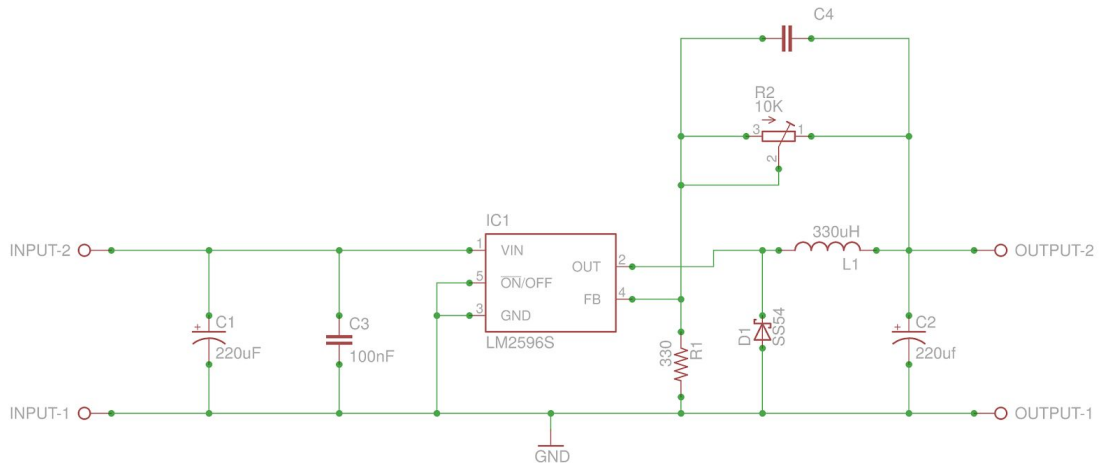 C4
R2
10K
3
1
2
IC1
INPUT-2
1
VIN
OUT
2
330uH
L1
OUTPUT-2
5
ON/OFF
FB
4
3
GND
LM2596S
C1
220uF
C3
100nF
330
R1
D1
SS54
C2
220uf
INPUT-1
OUTPUT-1
GND